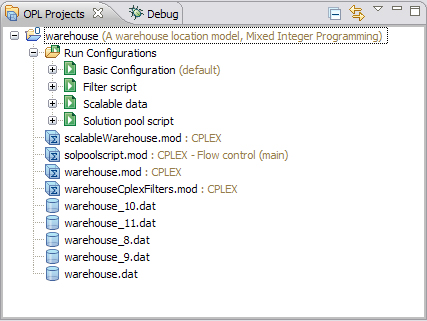 OPL Projects Debug
warehouse (A warehouse location model, Mixed Integer Programming)
Run Configurations
Basic Configuration (default)
Filter script
Scalable data
Solution pool script
scalableWarehouse.mod : CPLEX
solpoolscript.mod : CPLEX - Flow control (main)
warehouse.mod : CPLEX
warehouseCplexFilters.mod : CPLEX
warehouse_10.dat
warehouse_11.dat
warehouse_8.dat
warehouse_9.dat
warehouse.dat